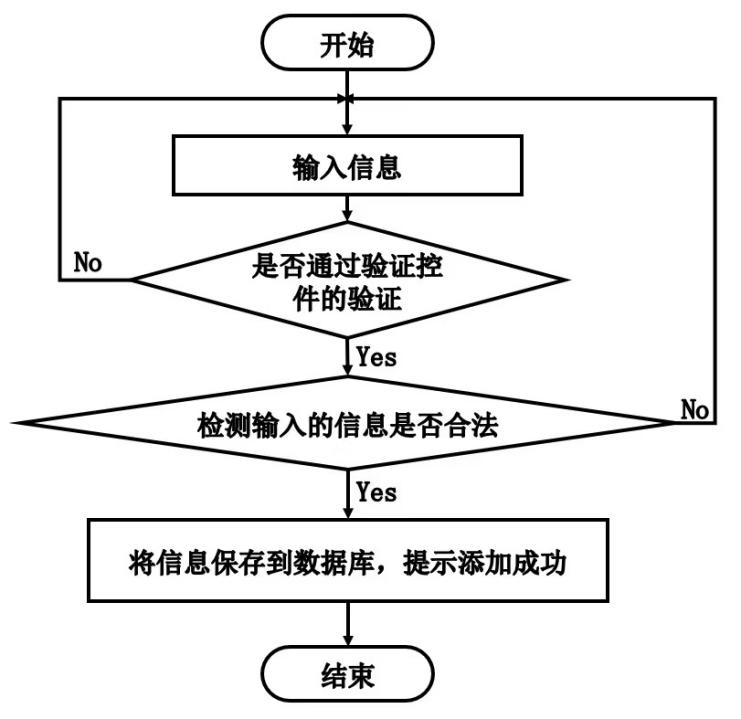 开始
输入信息
No
是否通过验证控
件的验证
Yes
检测输入的信息是否合法
No
Yes
将信息保存到数据库，提示添加成功
结束